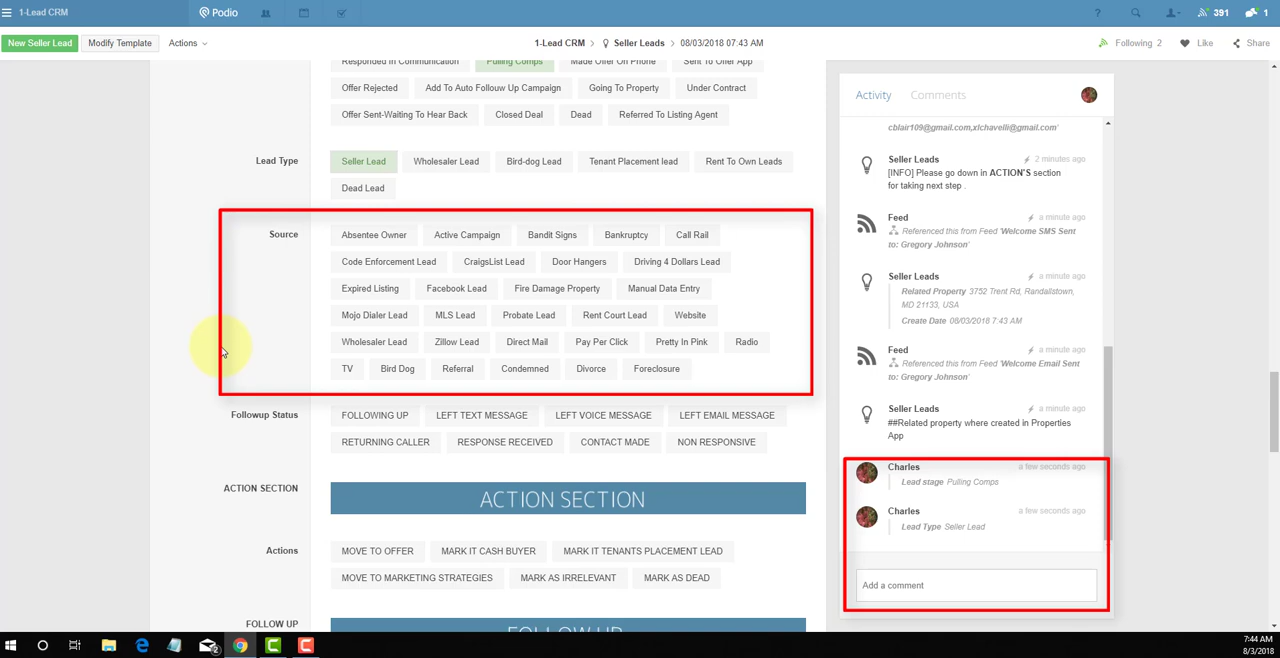 1-Lead CRM
Podio
?
391
1
New Seller Lead
Modify Template
Actions
1-Lead CRM
Seller Leads
08/03/2018 07:43 AM
Following 2
Like
Share
Responded In Communication Pulling Comps Made Offer On Phone Sent To Offer App
Offer Rejected Add To Auto Followu Up Campaign Going To Property Under Contract
Offer Sent-Waiting To Hear Back Closed Deal Dead Referred To Listing Agent
Lead Type
Seller Lead Wholesaler Lead Bird-dog Lead Tenant Placement lead Rent To Own Leads
Dead Lead
Source
Absentee Owner Active Campaign Bandit Signs Bankruptcy Call Rail
Code Enforcement Lead CraigsList Lead Door Hangers Driving 4 Dollars Lead
Expired Listing Facebook Lead Fire Damage Property Manual Data Entry
Mojo Dialer Lead MLS Lead Probate Lead Rent Court Lead Website
Wholesaler Lead Zillow Lead Direct Mail Pay Per Click Pretty In Pink Radio
TV Bird Dog Referral Condemned Divorce Foreclosure
Followup Status
FOLLOWING UP LEFT TEXT MESSAGE LEFT VOICE MESSAGE LEFT EMAIL MESSAGE
RETURNING CALLER RESPONSE RECEIVED CONTACT MADE NON RESPONSIVE
ACTION SECTION
ACTION SECTION
Actions
MOVE TO OFFER MARK IT CASH BUYER MARK IT TENANTS PLACEMENT LEAD
MOVE TO MARKETING STRATEGIES MARK AS IRRELEVANT MARK AS DEAD
FOLLOW UP
FOLLOW UP
Activity
Comments
cblair109@gmail.com,xlchavelli@gmail.com'
Seller Leads 2 minutes ago
[INFO] Please go down in ACTION'S section
for taking next step .
Feed a minute ago
Referenced this from Feed 'Welcome SMS Sent
to: Gregory Johnson'
Seller Leads a minute ago
Related Property 3752 Trent Rd, Randallstown,
MD 21133, USA
Create Date 08/03/2018 7:43 AM
Feed a minute ago
Referenced this from Feed 'Welcome Email Sent
to: Gregory Johnson'
Seller Leads a minute ago
##Related property where created in Properties
App
Charles a few seconds ago
Lead stage Pulling Comps
Charles a few seconds ago
Lead Type Seller Lead
Add a comment
2
7:44 AM
8/3/2018